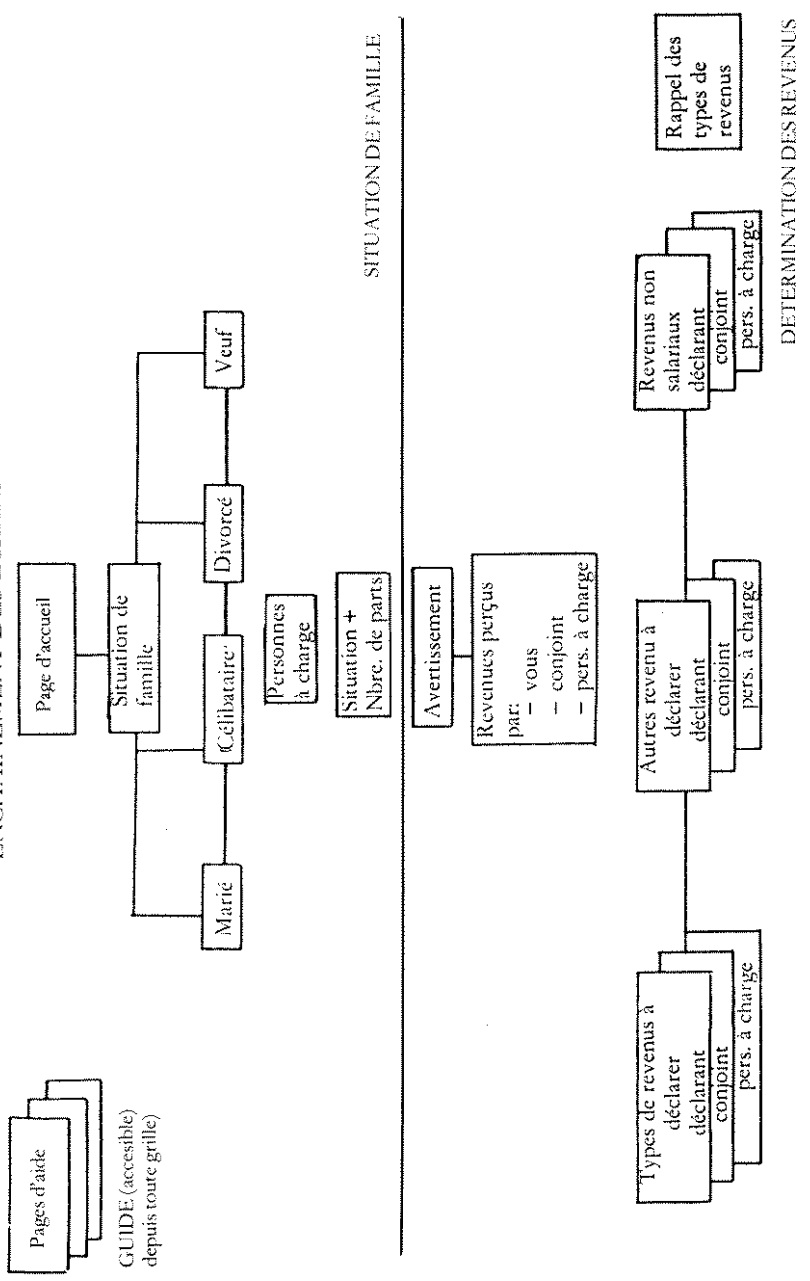 Page d'accueil
Pages d'aide
GUIDE (accesible)
depuis toute grille)
Situation de
famille
Marié
Célibataire
Divorcé
Veuf
Personnes
à charge
Situation +
Nbre. de parts
SITUATION DE FAMILLE
Avertissement
Revenues perçus
par:
– vous
– conjoint
– pers. à charge
Types de revenus à
déclarer
déclarant
conjoint
pers. à charge
Autres revenu à
déclarer
déclarant
conjoint
pers. à charge
Revenus non
salariaux
déclarant
conjoint
pers. à charge
Rappel des
types de
revenus
DETERMINATION DES REVENUS